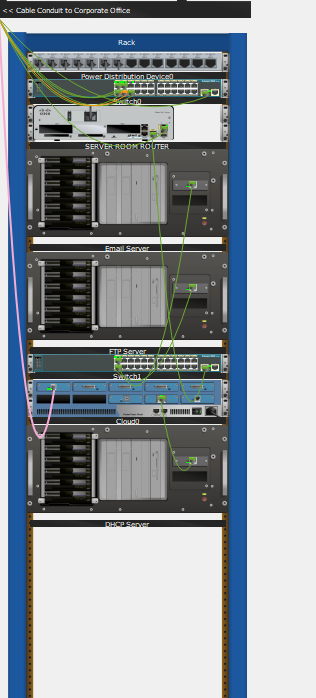 << Cable Conduit to Corporate Office
Rack
Power Distribution Device0
Switch0
SERVER ROOM ROUTER
Email Server
FTP Server
Switch1
Cloud0
DHCP Server